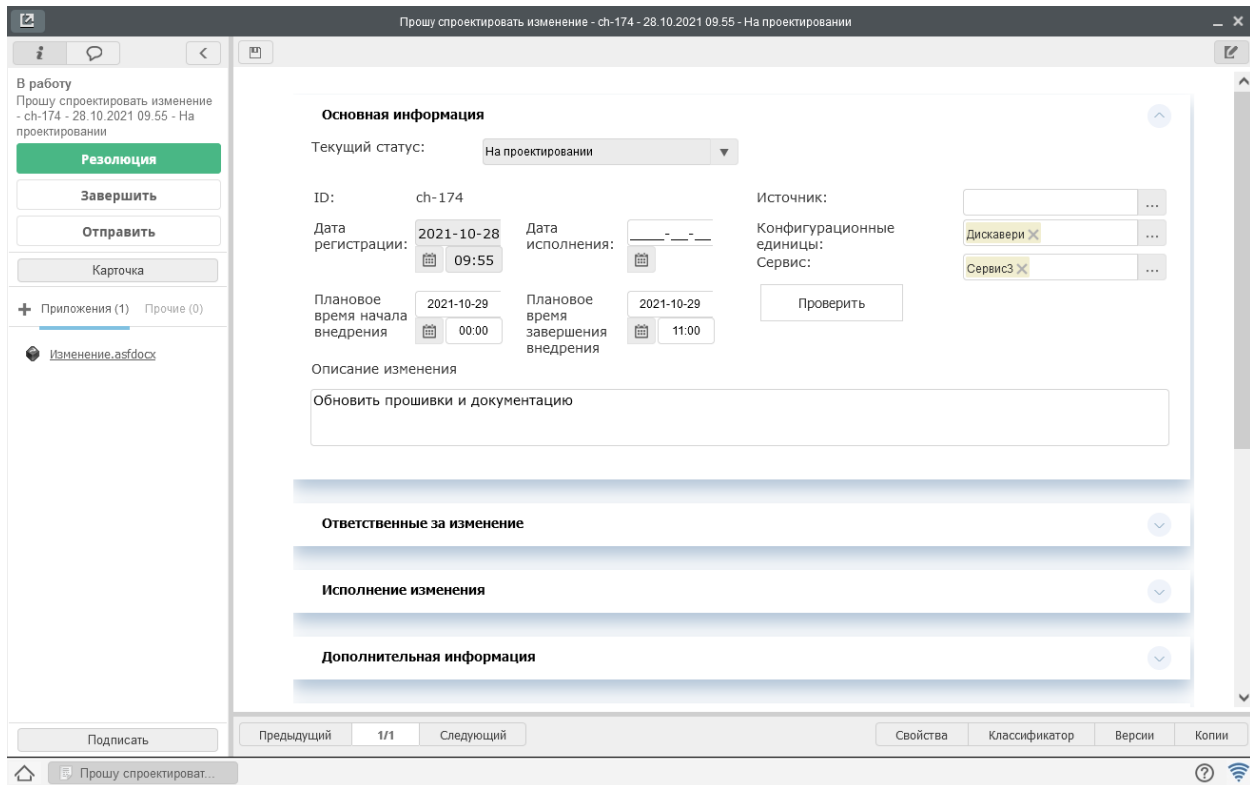 Прошу спроектировать изменение - ch-174 - 28.10.2021 09.55 - На проектировании
В работу
Прошу спроектировать изменение
- ch-174 - 28.10.2021 09.55 - На
проектировании
Резолюция
Завершить
Отправить
Карточка
Приложения (1) Прочие (0)
Изменение.asfdocx
Подписать
Основная информация
Текущий статус: На проектировании
ID: ch-174
Источник: ...
Дата
регистрации: 2021-10-28
09:55
Дата
исполнения: ____-__-__
Конфигурационные
единицы: Дискавери ...
Сервис: Сервис3 ...
Плановое
время начала
внедрения
2021-10-29
00:00
Плановое
время
завершения
внедрения
2021-10-29
11:00
Проверить
Описание изменения
Обновить прошивки и документацию
Ответственные за изменение
Исполнение изменения
Дополнительная информация
Предыдущий 1/1 Следующий Свойства Классификатор Версии Копии
Прошу спроектироват...